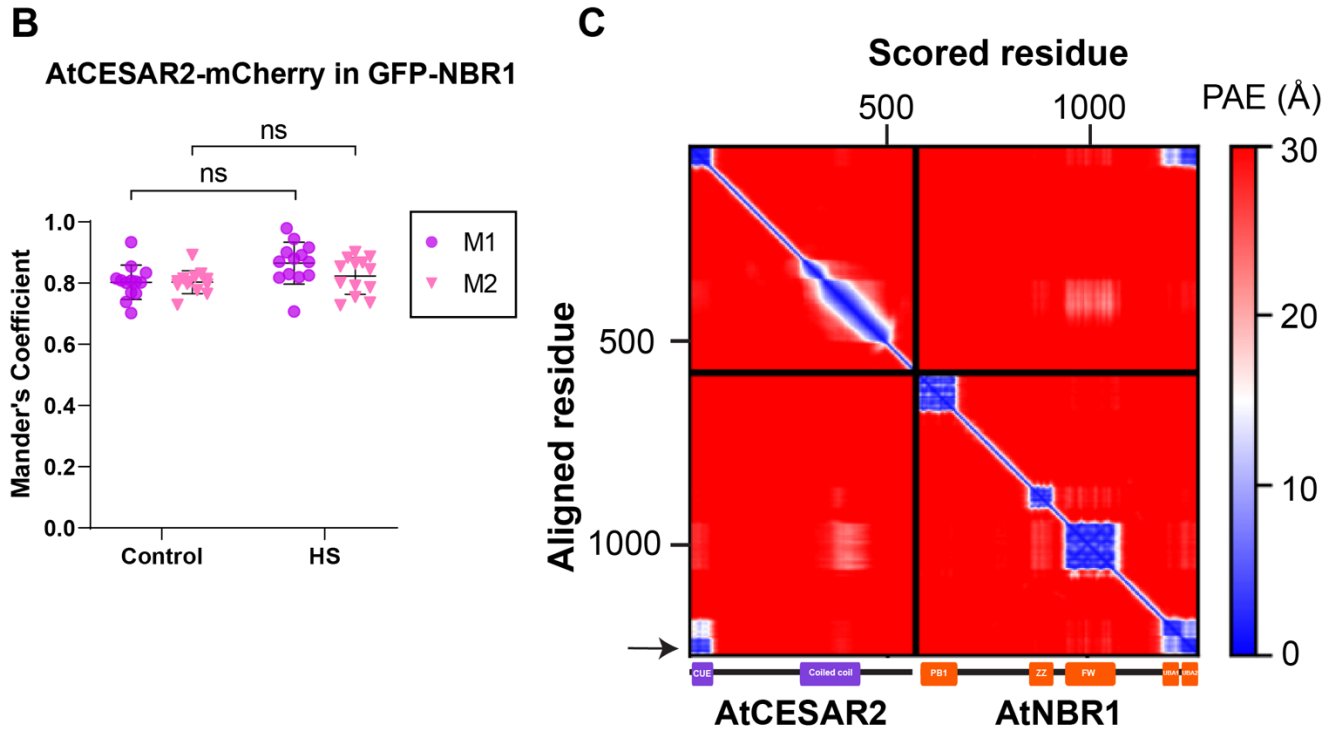 B
AtCESAR2-mCherry in GFP-NBR1
ns
ns
1.0
0.8
0.6
0.4
0.2
0.0
Mander's Coefficient
Control HS
M1
M2
C
Scored residue
500 1000
PAE (Å)
30
20
10
0
Aligned residue
500
1000
CUE Coiled coil PB1 ZZ FW UBA1 UBA2
AtCESAR2 AtNBR1